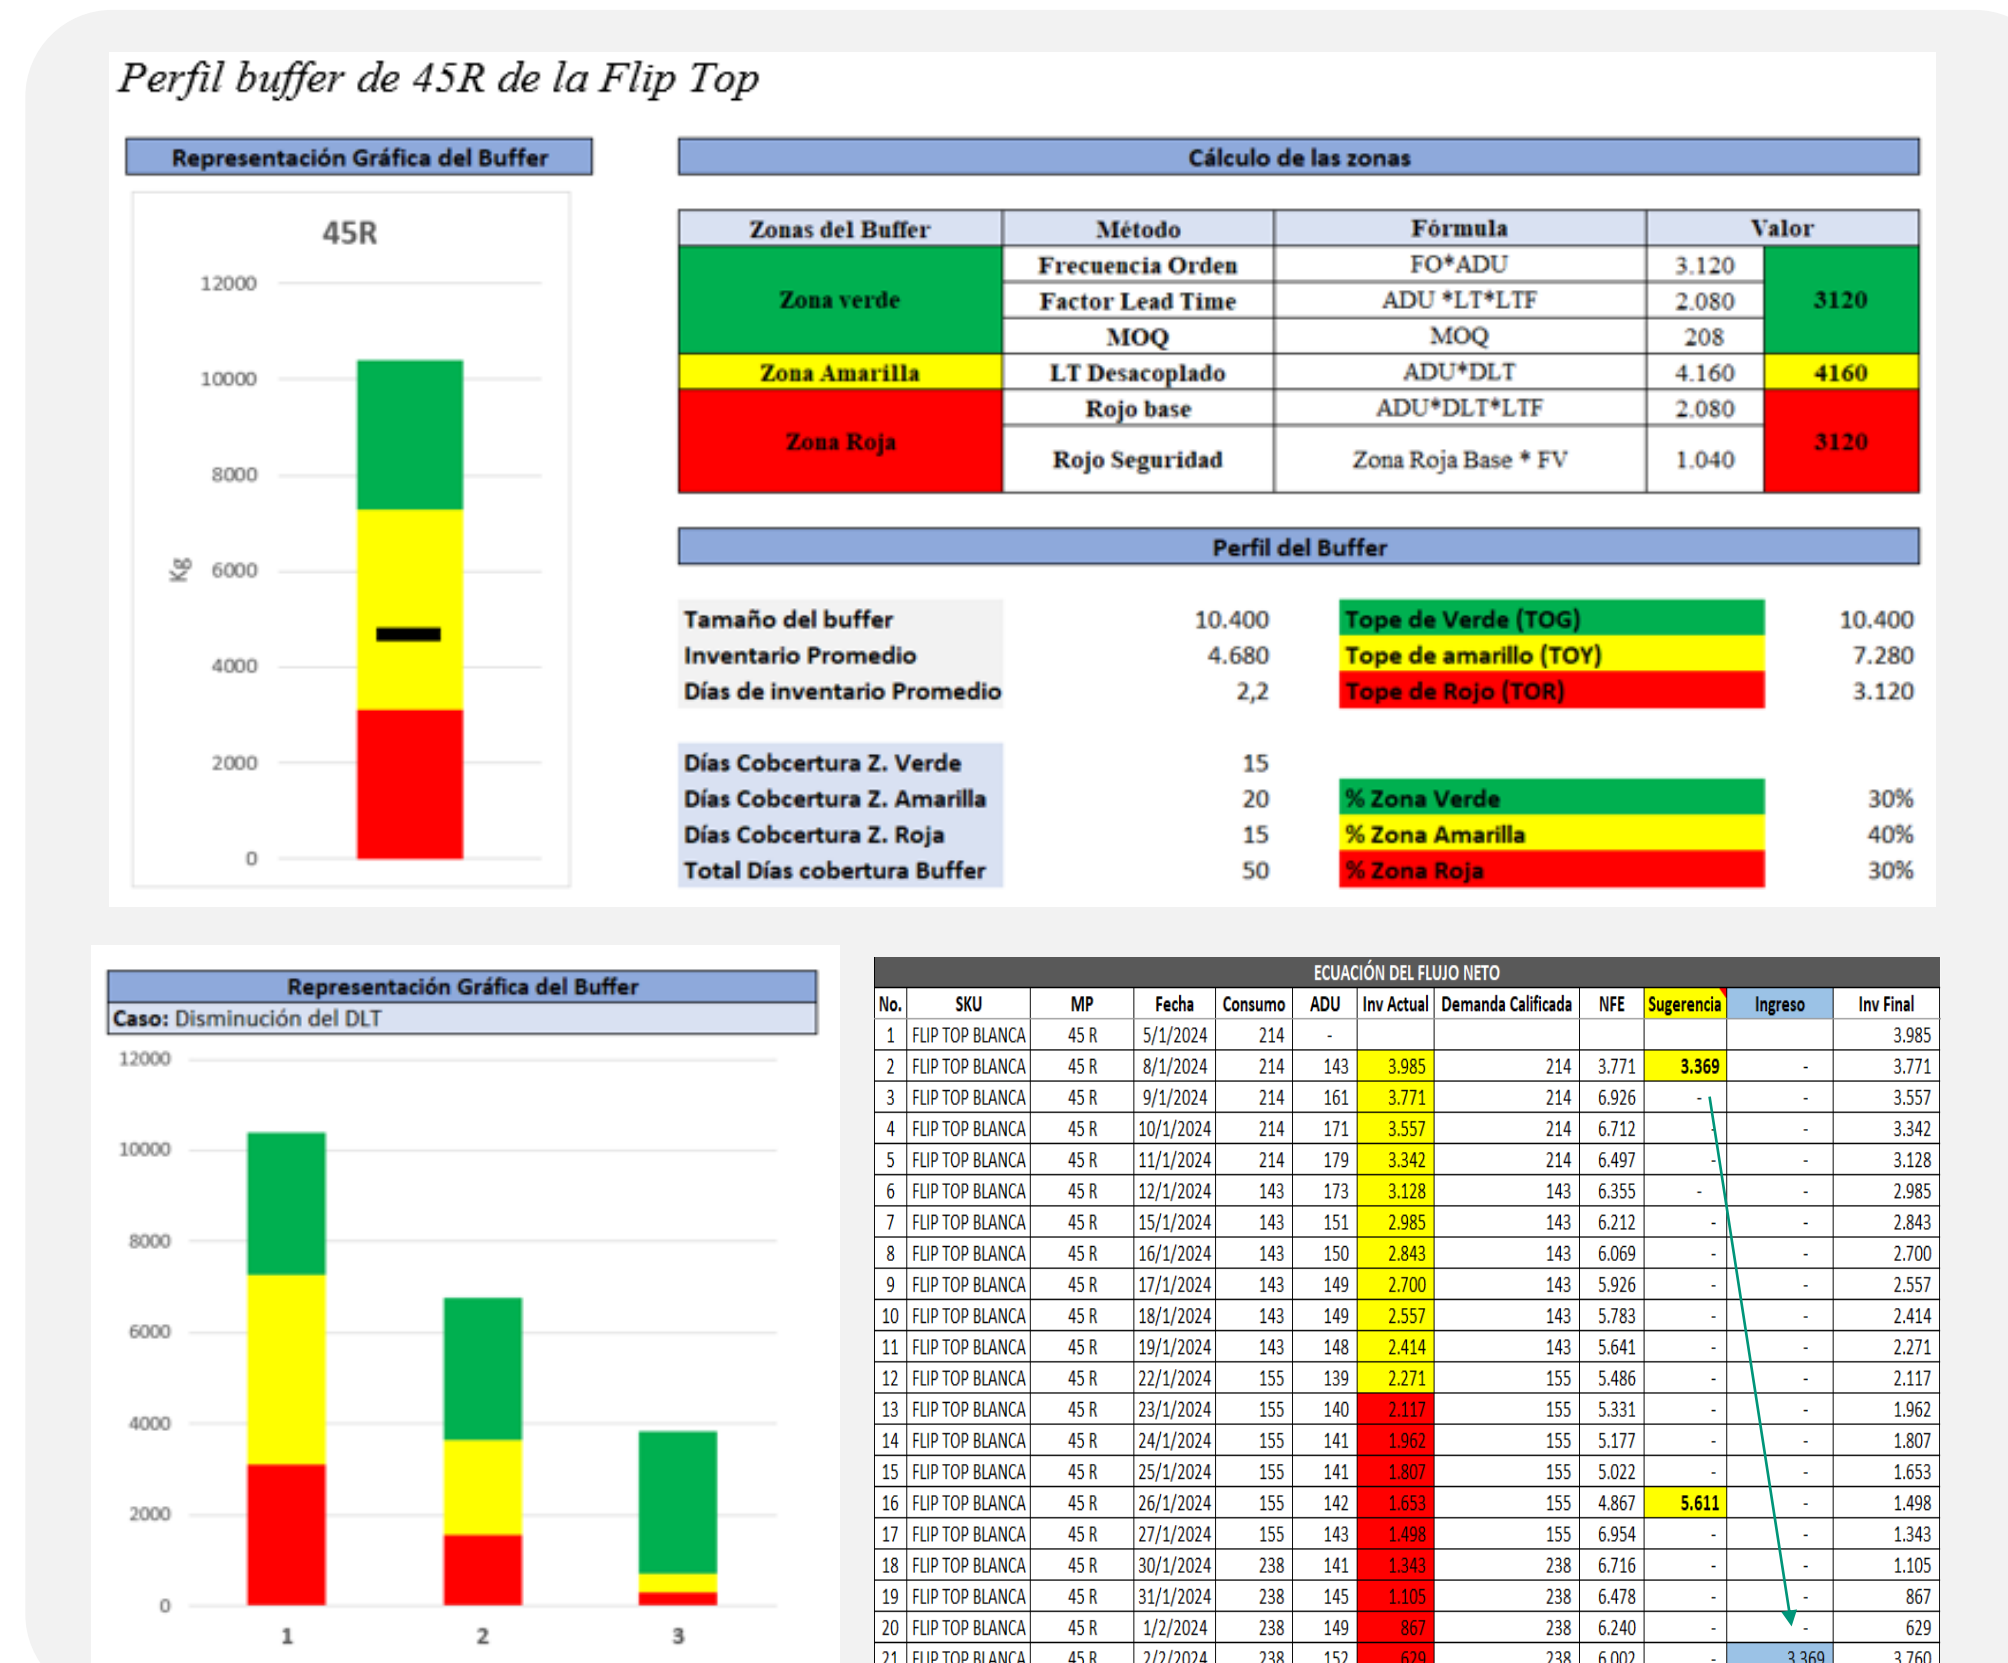 Perfil buffer de 45R de la Flip Top
Representación Gráfica del Buffer
45R
12000
10000
8000
6000
4000
2000
0
Kg
Cálculo de las zonas
Zonas del Buffer Método Fórmula Valor
Zona verde Frecuencia Orden FO*ADU 3.120 3120
Factor Lead Time ADU *LT*LTF 2.080
MOQ MOQ 208
Zona Amarilla LT Desacoplado ADU*DLT 4.160 4160
Zona Roja Rojo base ADU*DLT*LTF 2.080 3120
Rojo Seguridad Zona Roja Base * FV 1.040
Perfil del Buffer
Tamaño del buffer 10.400 Tope de Verde (TOG) 10.400
Inventario Promedio 4.680 Tope de amarillo (TOY) 7.280
Días de inventario Promedio 2,2 Tope de Rojo (TOR) 3.120
Días Cobcertura Z. Verde 15
Días Cobcertura Z. Amarilla 20 % Zona Verde 30%
Días Cobcertura Z. Roja 15 % Zona Amarilla 40%
Total Días cobertura Buffer 50 % Zona Roja 30%
Representación Gráfica del Buffer
Caso: Disminución del DLT
12000
10000
8000
6000
4000
2000
0
1 2 3
ECUACIÓN DEL FLUJO NETO
No. SKU MP Fecha Consumo ADU Inv Actual Demanda Calificada NFE Sugerencia Ingreso Inv Final
1 FLIP TOP BLANCA 45 R 5/1/2024 214 - 3.985
2 FLIP TOP BLANCA 45 R 8/1/2024 214 143 3.985 214 3.771 3.369 - 3.771
3 FLIP TOP BLANCA 45 R 9/1/2024 214 161 3.771 214 6.926 - - 3.557
4 FLIP TOP BLANCA 45 R 10/1/2024 214 171 3.557 214 6.712 - - 3.342
5 FLIP TOP BLANCA 45 R 11/1/2024 214 179 3.342 214 6.497 - - 3.128
6 FLIP TOP BLANCA 45 R 12/1/2024 143 173 3.128 143 6.355 - - 2.985
7 FLIP TOP BLANCA 45 R 15/1/2024 143 151 2.985 143 6.212 - - 2.843
8 FLIP TOP BLANCA 45 R 16/1/2024 143 150 2.843 143 6.069 - - 2.700
9 FLIP TOP BLANCA 45 R 17/1/2024 143 149 2.700 143 5.926 - - 2.557
10 FLIP TOP BLANCA 45 R 18/1/2024 143 149 2.557 143 5.783 - - 2.414
11 FLIP TOP BLANCA 45 R 19/1/2024 143 148 2.414 143 5.641 - - 2.271
12 FLIP TOP BLANCA 45 R 22/1/2024 155 139 2.271 155 5.486 - - 2.117
13 FLIP TOP BLANCA 45 R 23/1/2024 155 140 2.117 155 5.331 - - 1.962
14 FLIP TOP BLANCA 45 R 24/1/2024 155 141 1.962 155 5.177 - - 1.807
15 FLIP TOP BLANCA 45 R 25/1/2024 155 141 1.807 155 5.022 - - 1.653
16 FLIP TOP BLANCA 45 R 26/1/2024 155 142 1.653 155 4.867 5.611 - 1.498
17 FLIP TOP BLANCA 45 R 27/1/2024 155 143 1.498 155 6.954 - - 1.343
18 FLIP TOP BLANCA 45 R 30/1/2024 238 141 1.343 238 6.716 - - 1.105
19 FLIP TOP BLANCA 45 R 31/1/2024 238 145 1.105 238 6.478 - - 867
20 FLIP TOP BLANCA 45 R 1/2/2024 238 149 867 238 6.240 - - 629
21 FLIP TOP BLANCA 45 R 2/2/2024 238 152 629 238 6.002 - 3.369 3.760